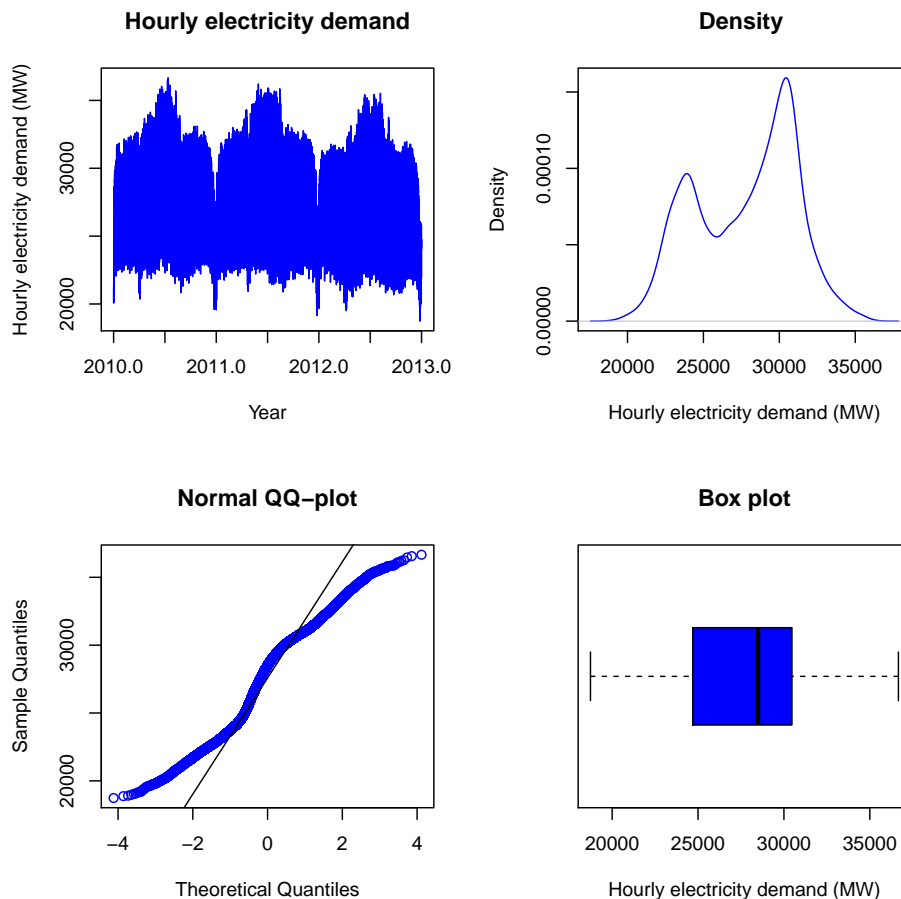 Hourly electricity demand
Hourly electricity demand (MW)
30000
20000
2010.0 2011.0 2012.0 2013.0
Year
Density
Density
0.00010
0.00000
20000 25000 30000 35000
Hourly electricity demand (MW)
Normal QQ−plot
Sample Quantiles
30000
20000
−4 −2 0 2 4
Theoretical Quantiles
Box plot
20000 25000 30000 35000
Hourly electricity demand (MW)